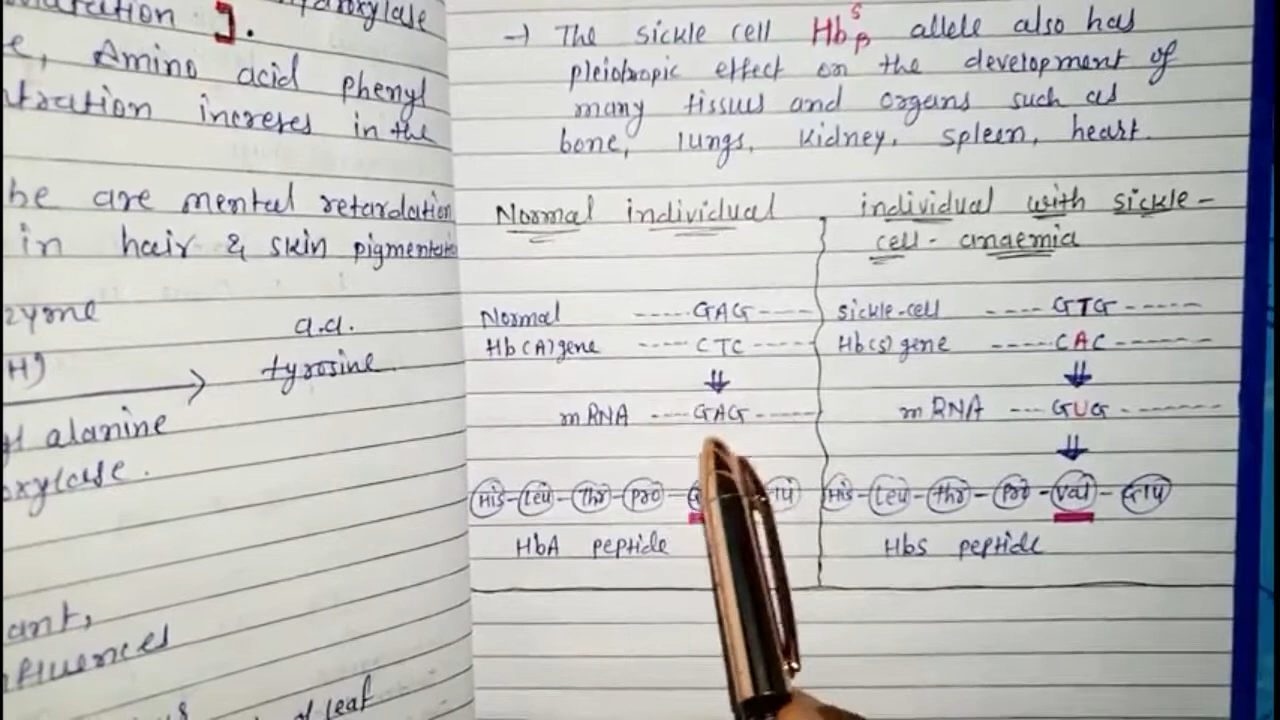 ].
e, Amino acid phenyl
tration increses in the
be are mental retardation
in hair & skin pigmentatio
zyme
a.a.
H)
tyrosine
alanine
oxylase.
ant,
fluences
of leaf
→ The sickle cell Hb^s_β allele also has
pleiotropic effect on the development of
many tissues and organs such as
bone, lungs, kidney, spleen, heart.
Normal individual
individual with sickle-
cell-anaemia
Normal ----- GAG -----
Hb(A)gene ----- CTC -----
⇓
mRNA ---- GAG -----
His-Leu-Thr-Pro-
HbA peptide
sickle-cell ---- GTG -----
Hb(s)gene ----- CAC -----
⇓
mRNA --- GUG -------
⇓
His-Leu-thr-Pro-Val-Glu
HbS peptide